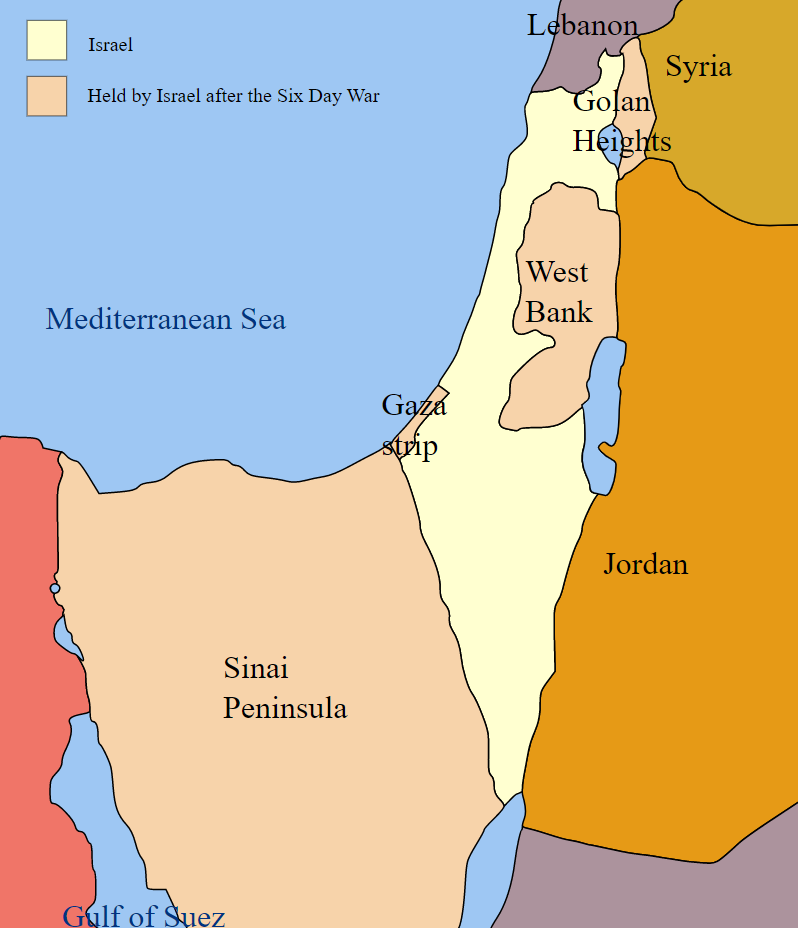 Lebanon
Israel
Syria
Held by Israel after the Six Day War
Golan
Heights
West
Bank
Mediterranean Sea
Gaza
strip
Jordan
Sinai
Peninsula
Gulf of Suez